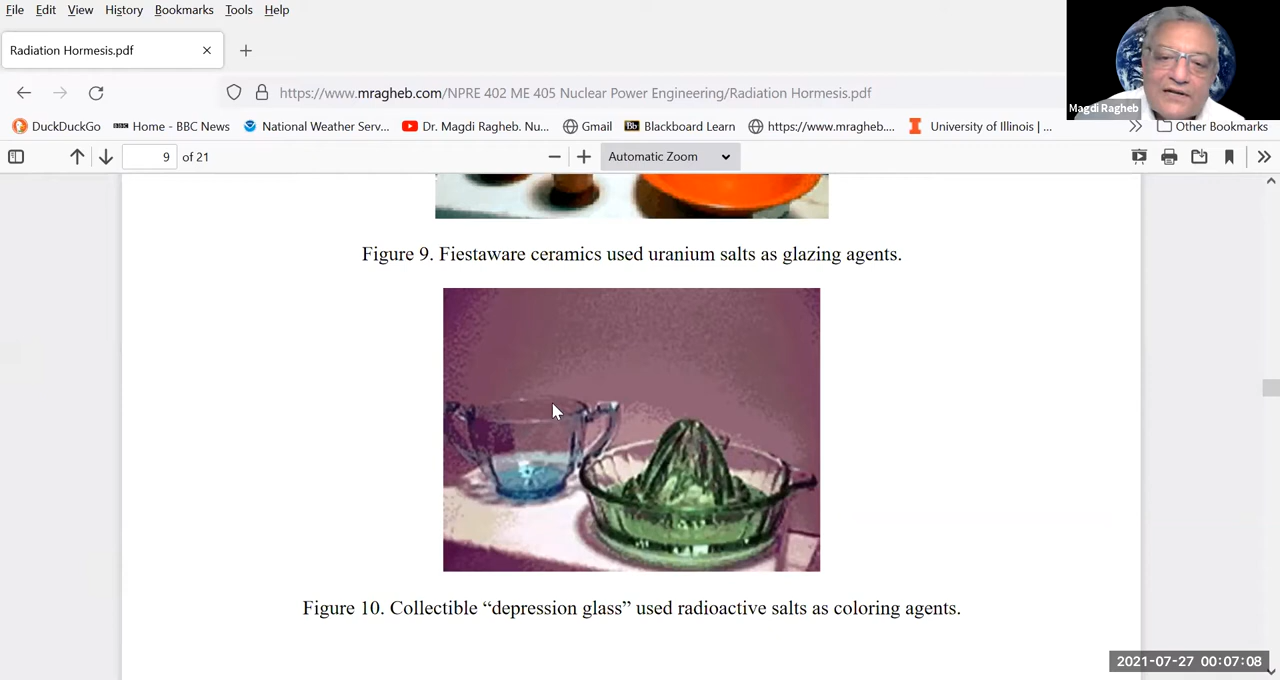 File Edit View History Bookmarks Tools Help
Radiation Hormesis.pdf
https://www.mragheb.com/NPRE 402 ME 405 Nuclear Power Engineering/Radiation Hormesis.pdf
Magdi Ragheb
DuckDuckGo BBC Home - BBC News National Weather Serv... Dr. Magdi Ragheb. Nu... Gmail Bb Blackboard Learn https://www.mragheb.... University of Illinois | ... Other Bookmarks
9 of 21 Automatic Zoom
Figure 9. Fiestaware ceramics used uranium salts as glazing agents.
Figure 10. Collectible “depression glass” used radioactive salts as coloring agents.
2021-07-27 00:07:08